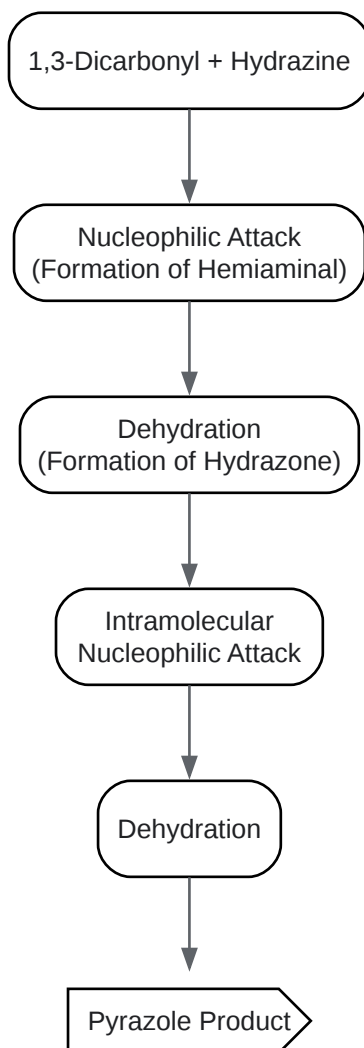 1,3-Dicarbonyl + Hydrazine
Nucleophilic Attack
(Formation of Hemiaminal)
Dehydration
(Formation of Hydrazone)
Intramolecular
Nucleophilic Attack
Dehydration
Pyrazole Product